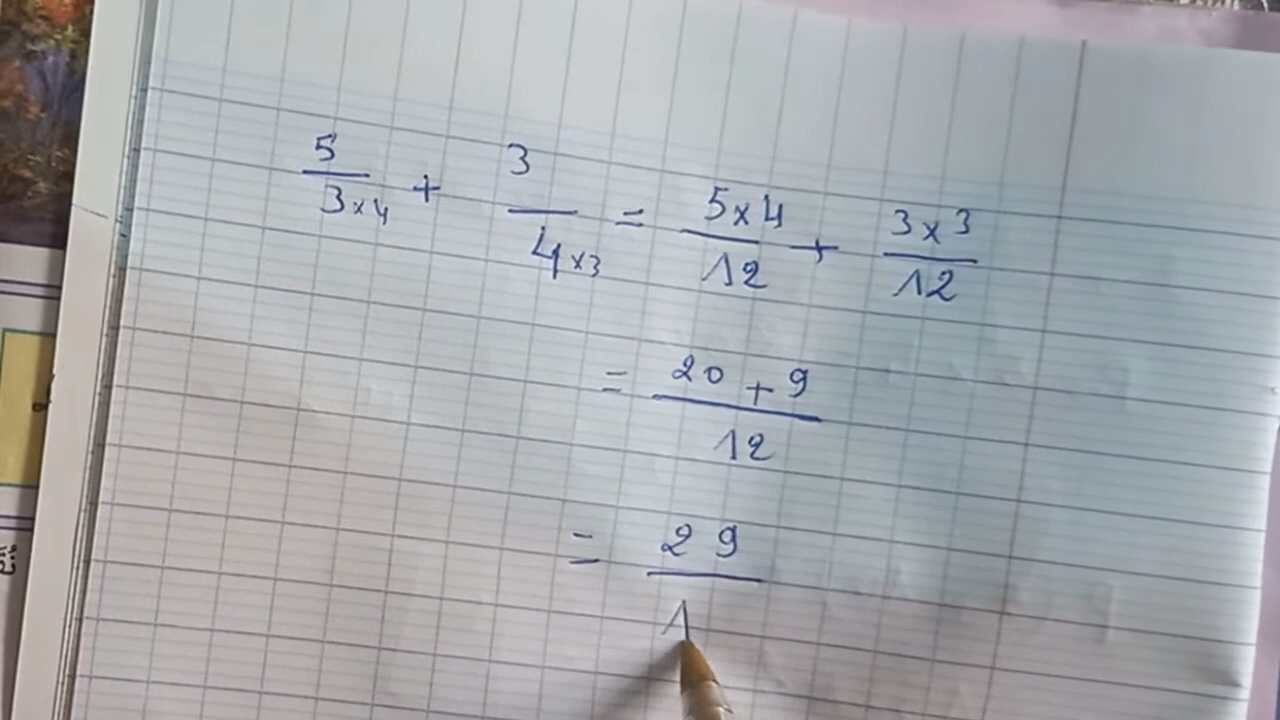 5/3×4 + 3/4×3 = 5×4/12 + 3×3/12
= 20 + 9/12
= 29/1